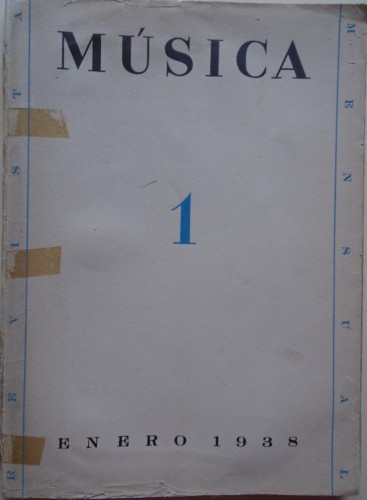 MÚSICA
1
ENERO 1938
REVISTA
MENSUAL